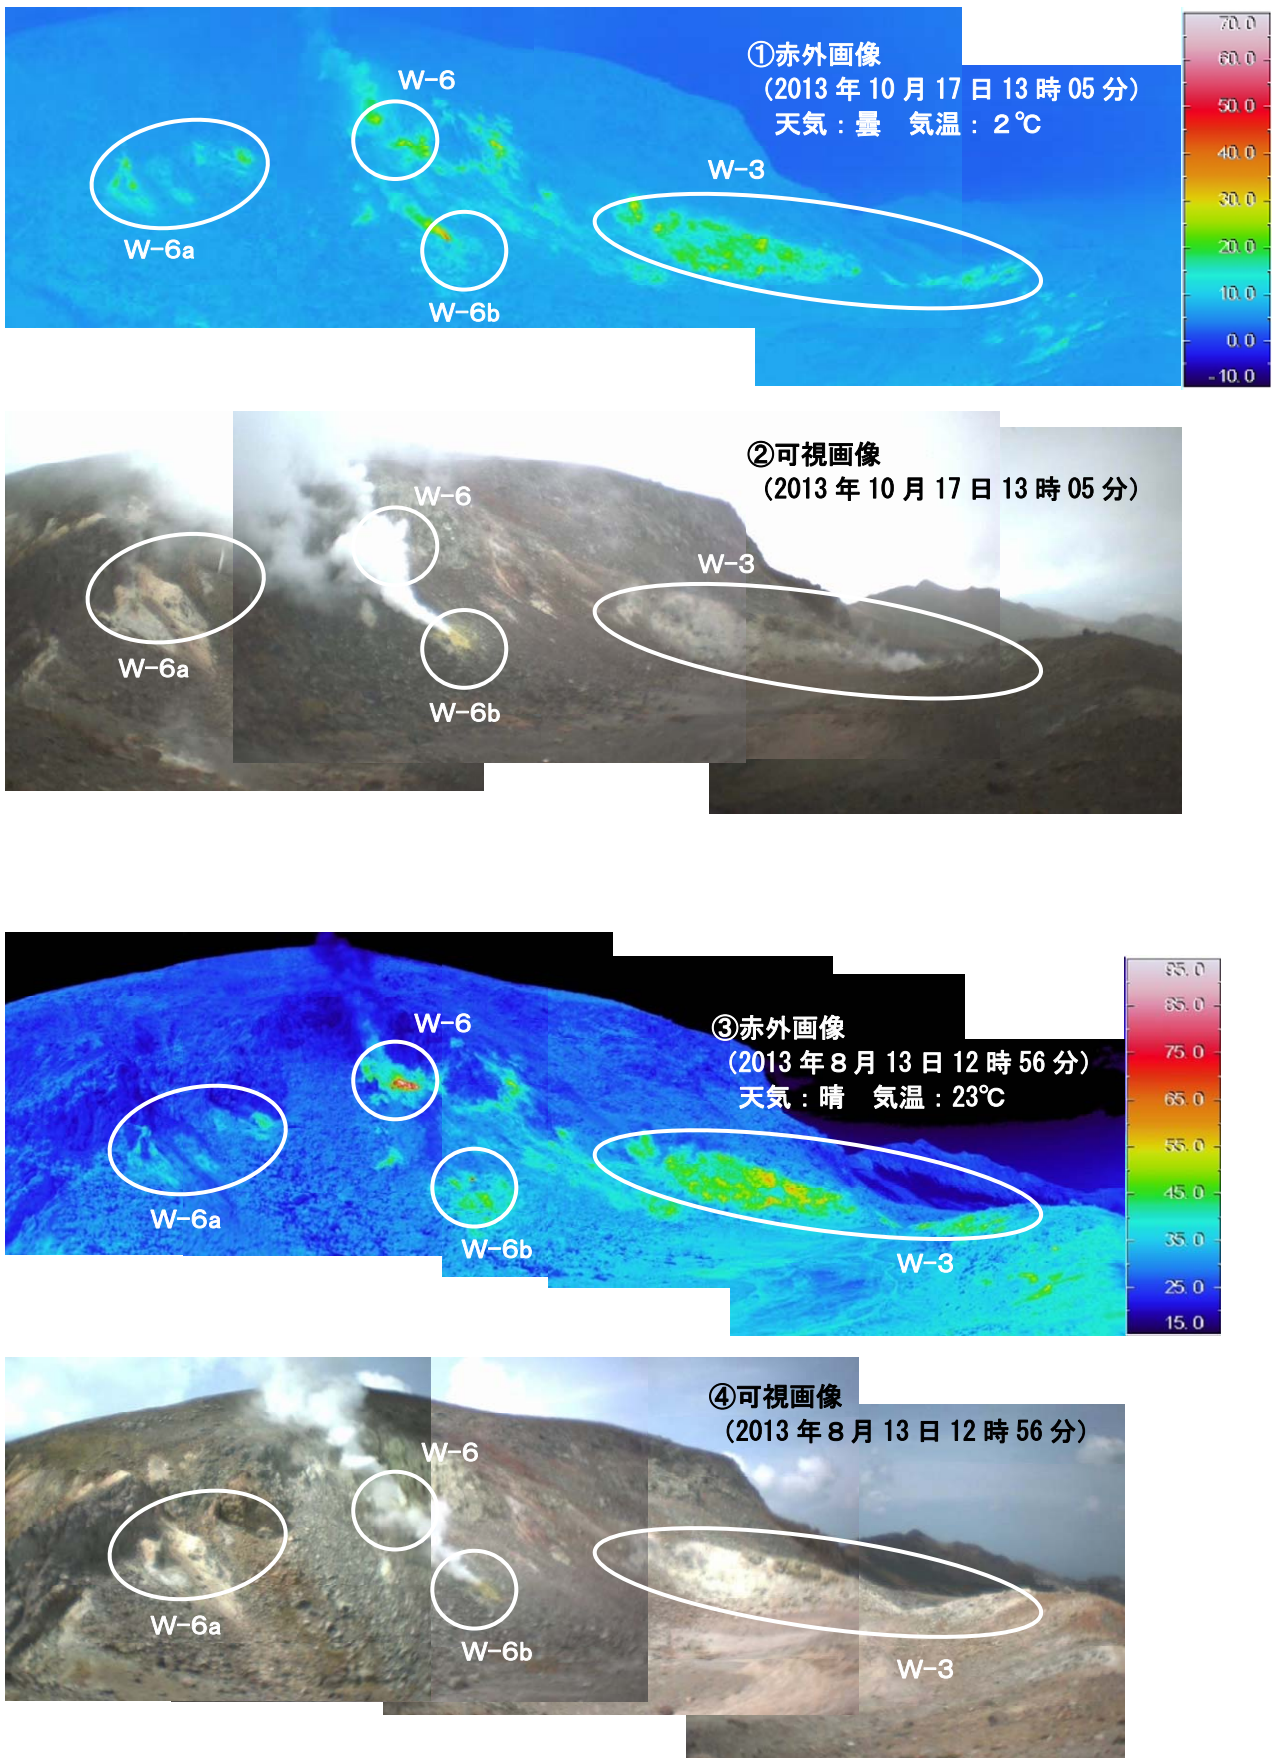 ①赤外画像
（2013年10月17日13時05分）
天気：曇　気温：２℃
W-6
W-6a
W-6b
W-3
70.0
60.0
50.0
40.0
30.0
20.0
10.0
0.0
-10.0
②可視画像
（2013年10月17日13時05分）
W-6
W-3
W-6a
W-6b
③赤外画像
（2013年８月13日12時56分）
天気：晴　気温：23℃
W-6
W-6a
W-6b
W-3
95.0
85.0
75.0
65.0
55.0
45.0
35.0
25.0
15.0
④可視画像
（2013年８月13日12時56分）
W-6
W-6a
W-6b
W-3